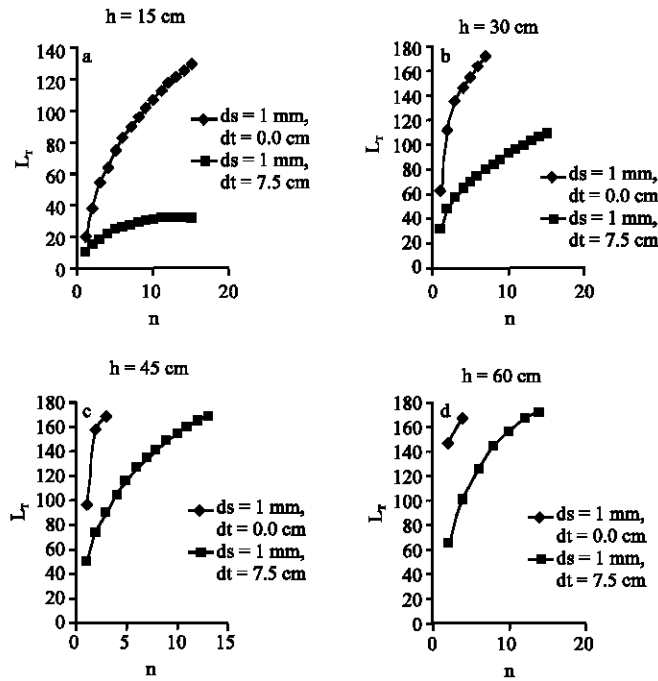 h = 15 cm
a
140
120
100
80
60
40
20
0
L_T
0 10 20
n
ds = 1 mm,
dt = 0.0 cm
ds = 1 mm,
dt = 7.5 cm
h = 30 cm
b
180
160
140
120
100
80
60
40
20
0
L_T
0 10 20
n
ds = 1 mm,
dt = 0.0 cm
ds = 1 mm,
dt = 7.5 cm
h = 45 cm
c
180
160
140
120
100
80
60
40
20
0
L_T
0 5 10 15
n
ds = 1 mm,
dt = 0.0 cm
ds = 1 mm,
dt = 7.5 cm
h = 60 cm
d
180
160
140
120
100
80
60
40
20
0
L_T
0 10 20
n
ds = 1 mm,
dt = 0.0 cm
ds = 1 mm,
dt = 7.5 cm